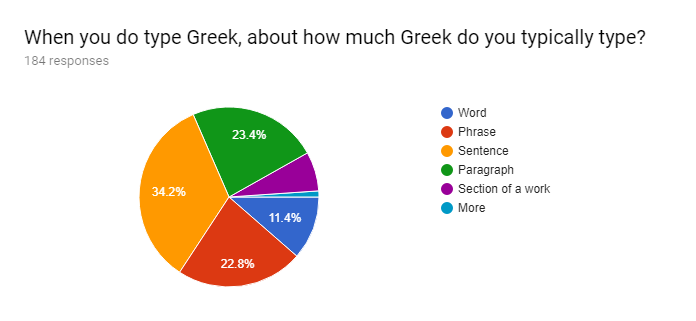 When you do type Greek, about how much Greek do you typically type?
184 responses
23.4%
34.2%
11.4%
22.8%
Word
Phrase
Sentence
Paragraph
Section of a work
More